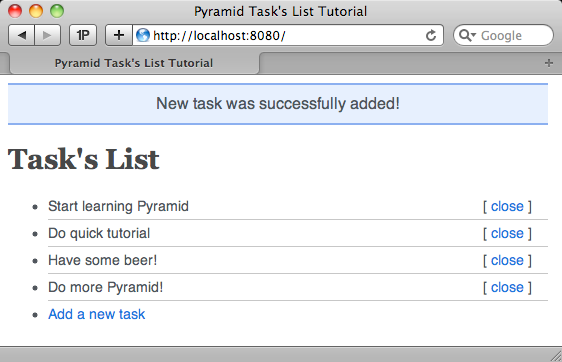 Pyramid Task's List Tutorial
1P
http://localhost:8080/
Google
Pyramid Task's List Tutorial
New task was successfully added!
Task's List
Start learning Pyramid [ close ]
Do quick tutorial [ close ]
Have some beer! [ close ]
Do more Pyramid! [ close ]
Add a new task